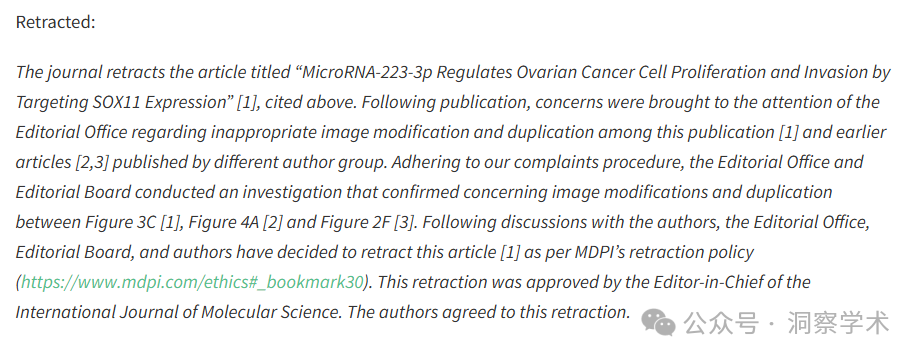 Retracted:
The journal retracts the article titled “MicroRNA-223-3p Regulates Ovarian Cancer Cell Proliferation and Invasion by
Targeting SOX11 Expression” [1], cited above. Following publication, concerns were brought to the attention of the
Editorial Office regarding inappropriate image modification and duplication among this publication [1] and earlier
articles [2,3] published by different author group. Adhering to our complaints procedure, the Editorial Office and
Editorial Board conducted an investigation that confirmed concerning image modifications and duplication
between Figure 3C [1], Figure 4A [2] and Figure 2F [3]. Following discussions with the authors, the Editorial Office,
Editorial Board, and authors have decided to retract this article [1] as per MDPI’s retraction policy
(https://www.mdpi.com/ethics#_bookmark30). This retraction was approved by the Editor-in-Chief of the
International Journal of Molecular Science. The authors agreed to this retraction.
公众号 · 洞察学术